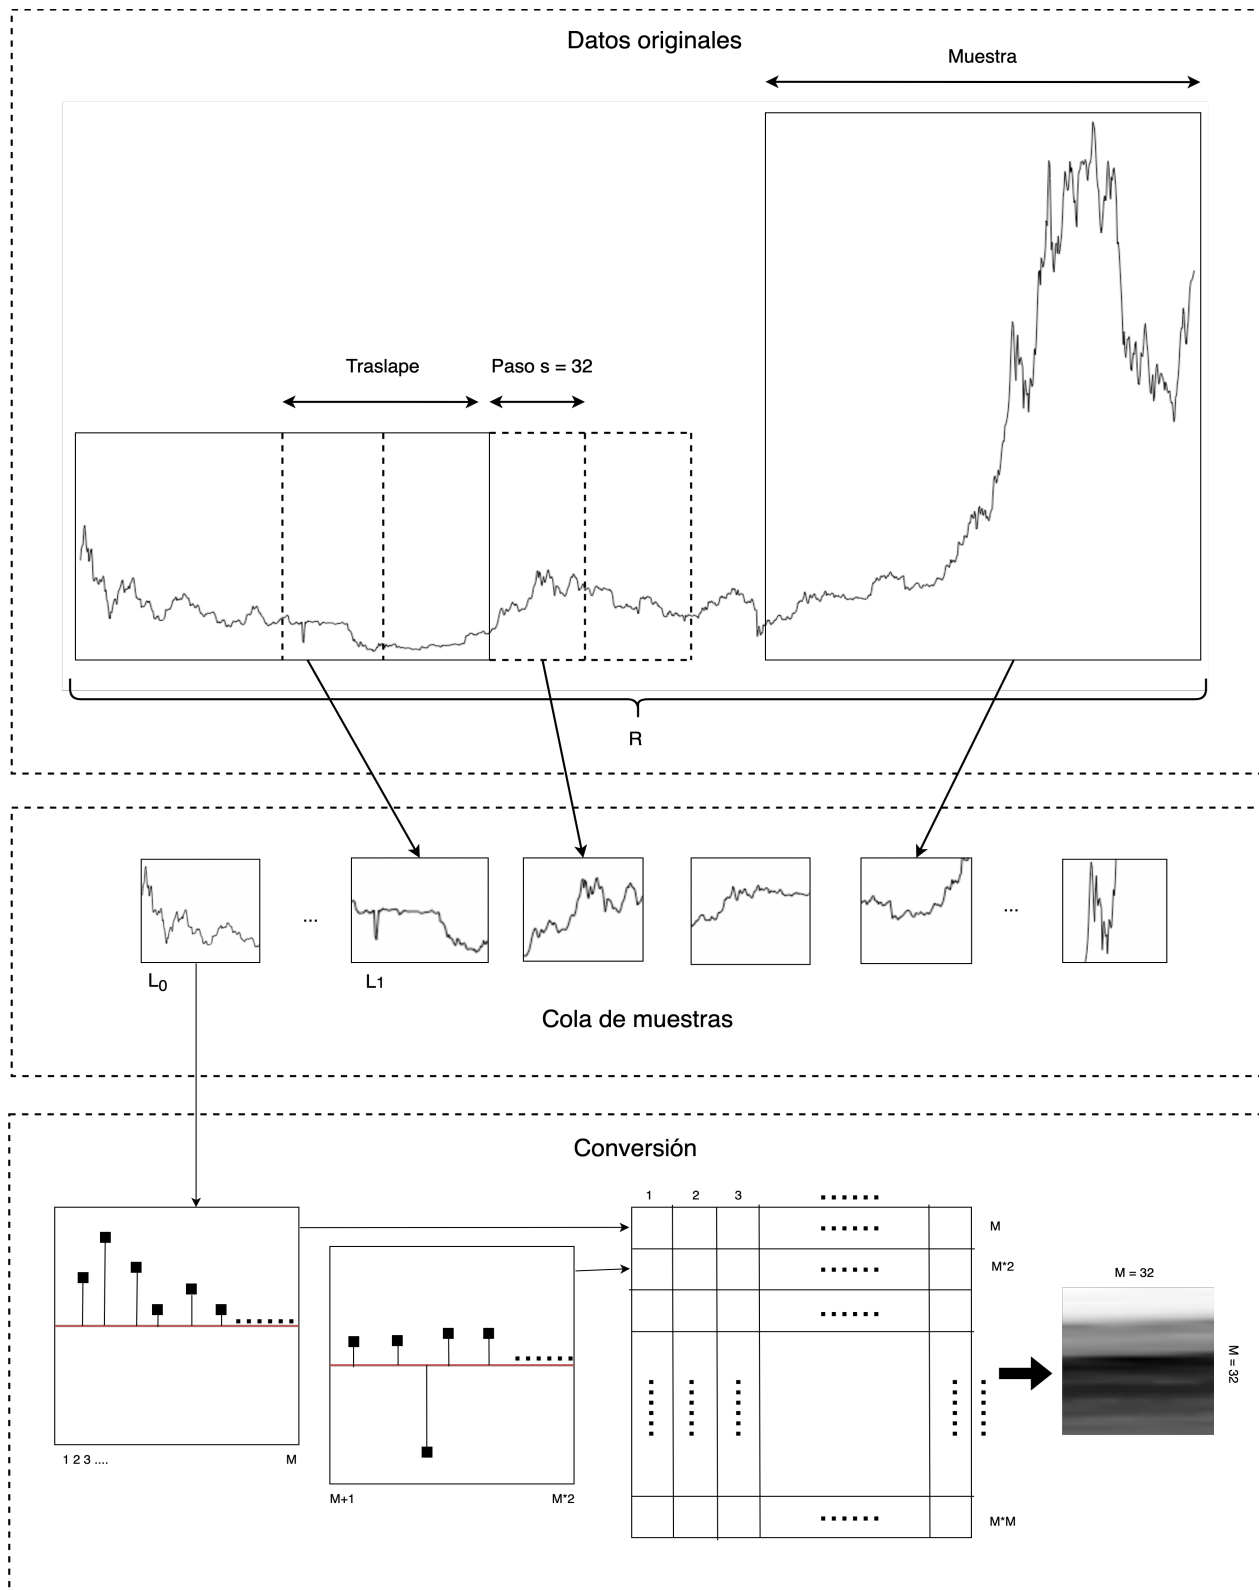 Datos originales
Muestra
Traslape
Paso s = 32
R
...
...
L0
L1
Cola de muestras
Conversión
1 2 3 ......
M
M*2
M = 32
M = 32
1 2 3 .... M
M+1 M*2
M*M